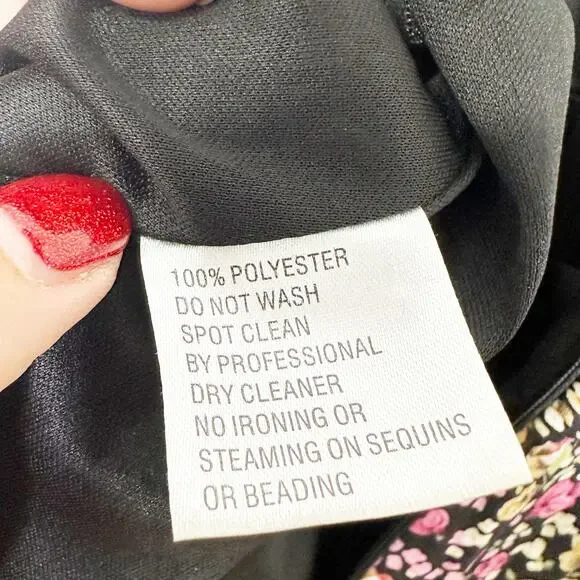 100% POLYESTER
DO NOT WASH
SPOT CLEAN
BY PROFESSIONAL
DRY CLEANER
NO IRONING OR
STEAMING ON SEQUINS
OR BEADING